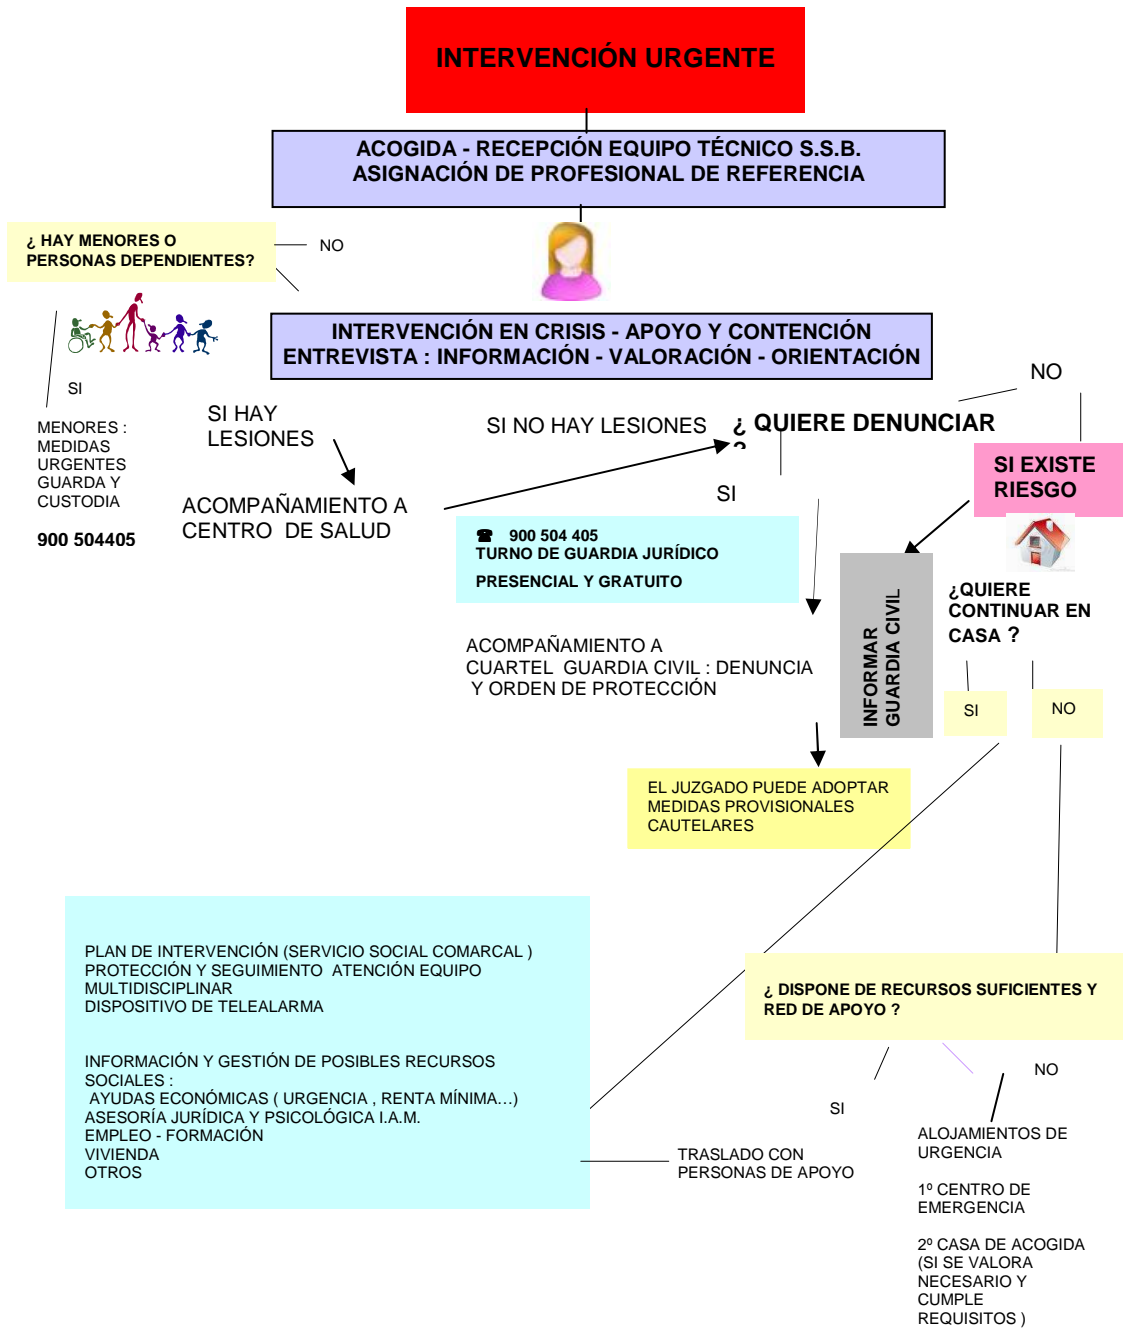 INTERVENCIÓN URGENTE
ACOGIDA - RECEPCIÓN EQUIPO TÉCNICO S.S.B.
ASIGNACIÓN DE PROFESIONAL DE REFERENCIA
¿ HAY MENORES O
PERSONAS DEPENDIENTES?
NO
INTERVENCIÓN EN CRISIS - APOYO Y CONTENCIÓN
ENTREVISTA : INFORMACIÓN - VALORACIÓN - ORIENTACIÓN
SI
MENORES :
MEDIDAS
URGENTES
GUARDA Y
CUSTODIA
900 504405
SI HAY
LESIONES
ACOMPAÑAMIENTO A
CENTRO DE SALUD
SI NO HAY LESIONES
¿ QUIERE DENUNCIAR
?
NO
SI
SI EXISTE
RIESGO
☎ 900 504 405
TURNO DE GUARDIA JURÍDICO
PRESENCIAL Y GRATUITO
ACOMPAÑAMIENTO A
CUARTEL GUARDIA CIVIL : DENUNCIA
Y ORDEN DE PROTECCIÓN
INFORMAR
GUARDIA CIVIL
¿QUIERE
CONTINUAR EN
CASA ?
SI
NO
EL JUZGADO PUEDE ADOPTAR
MEDIDAS PROVISIONALES
CAUTELARES
PLAN DE INTERVENCIÓN (SERVICIO SOCIAL COMARCAL )
PROTECCIÓN Y SEGUIMIENTO ATENCIÓN EQUIPO
MULTIDISCIPLINAR
DISPOSITIVO DE TELEALARMA
INFORMACIÓN Y GESTIÓN DE POSIBLES RECURSOS
SOCIALES :
AYUDAS ECONÓMICAS ( URGENCIA , RENTA MÍNIMA...)
ASESORÍA JURÍDICA Y PSICOLÓGICA I.A.M.
EMPLEO - FORMACIÓN
VIVIENDA
OTROS
¿ DISPONE DE RECURSOS SUFICIENTES Y
RED DE APOYO ?
SI
NO
TRASLADO CON
PERSONAS DE APOYO
ALOJAMIENTOS DE
URGENCIA
1º CENTRO DE
EMERGENCIA
2º CASA DE ACOGIDA
(SI SE VALORA
NECESARIO Y
CUMPLE
REQUISITOS )